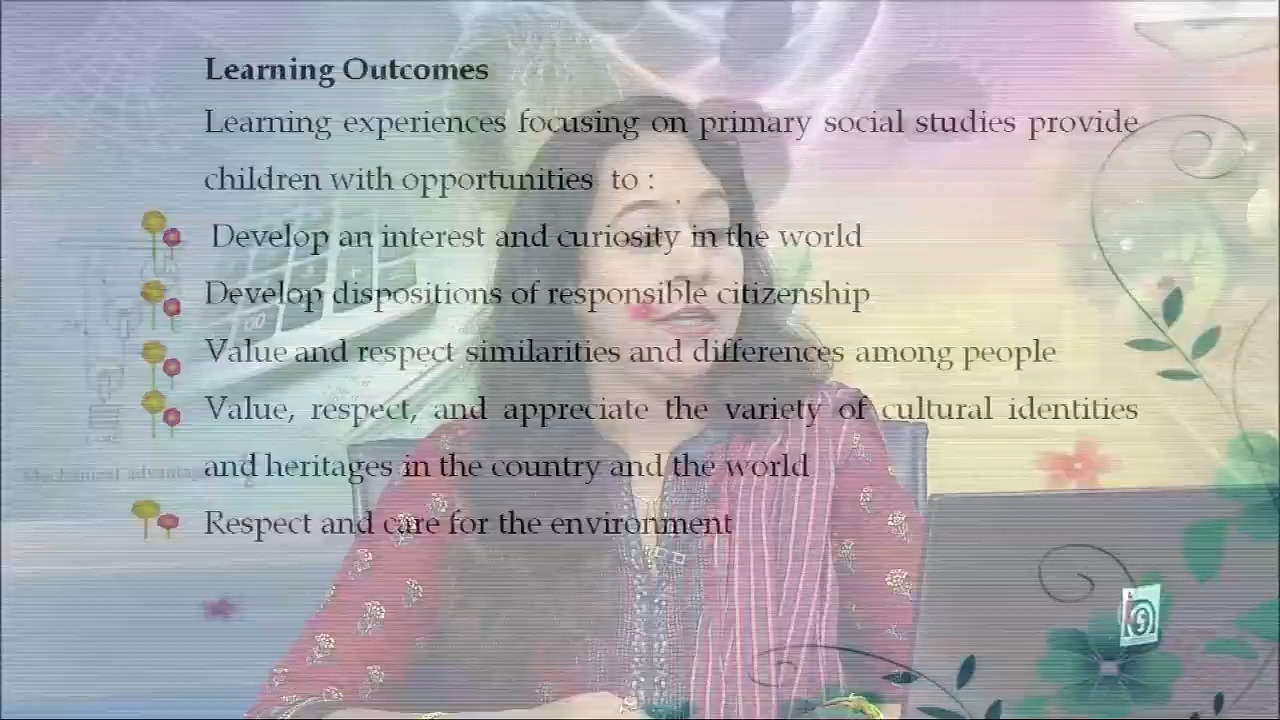 Learning Outcomes
Learning experiences focusing on primary social studies provide
children with opportunities to :
Develop an interest and curiosity in the world
Develop dispositions of responsible citizenship
Value and respect similarities and differences among people
Value, respect, and appreciate the variety of cultural identities
and heritages in the country and the world
Respect and care for the environment
Mechanical advantage